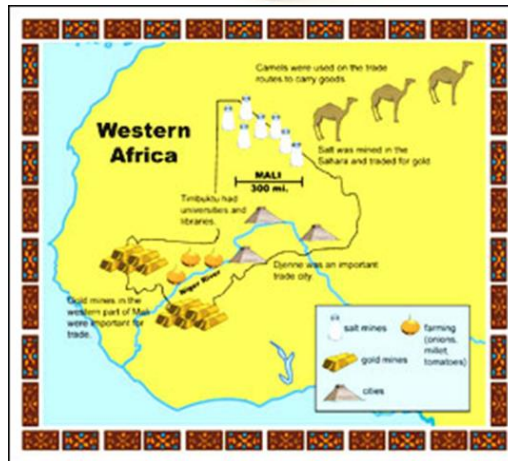 Camels were used on the trade
routes to carry goods.
Western
Africa
Salt was mined in the
Sahara and traded for gold
MALI
300 mi.
Timbuktu had
universities and
libraries.
Djenne was an important
trade city
Niger River
Gold mines in the
western part of Mali
were important for
trade.
salt mines
farming
(onions,
millet,
tomatoes)
gold mines
cities